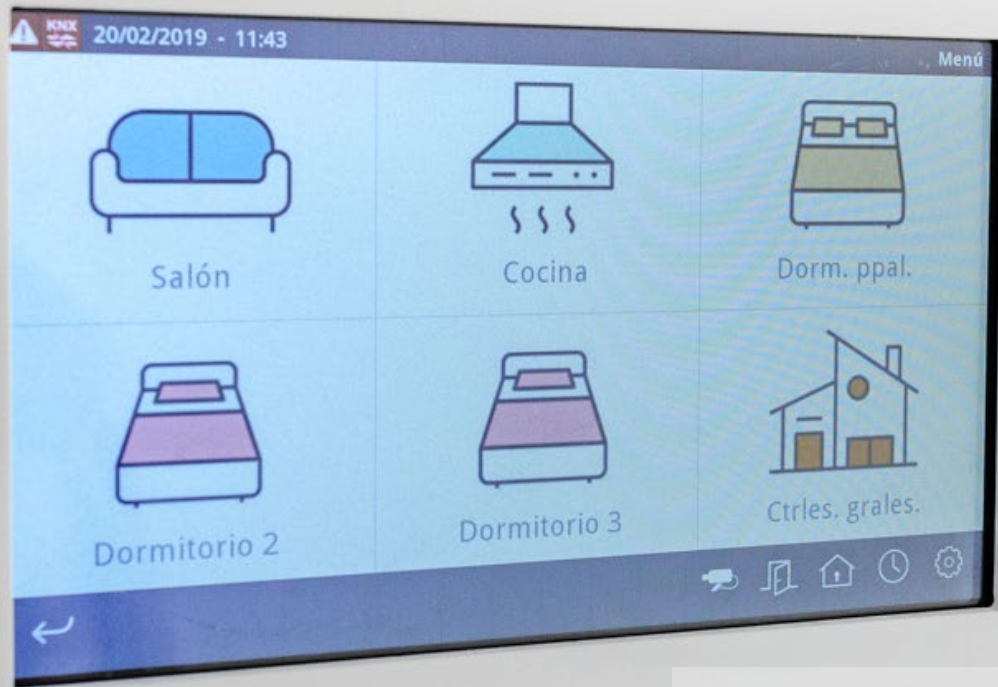 KNX
20/02/2019 - 11:43
Menú
Salón
Cocina
Dorm. ppal.
Dormitorio 2
Dormitorio 3
Ctrles. grales.